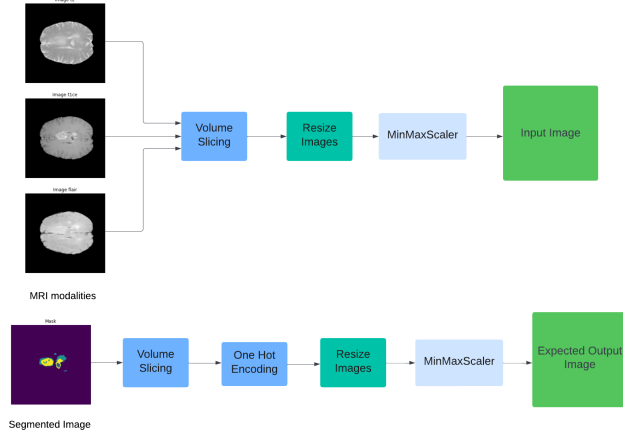 Image t1ce
Image flair
Volume
Slicing
Resize
Images
MinMaxScaler
Input Image
MRI modalities
Mask
Volume
Slicing
One Hot
Encoding
Resize
Images
MinMaxScaler
Expected Output
Image
Segmented Image